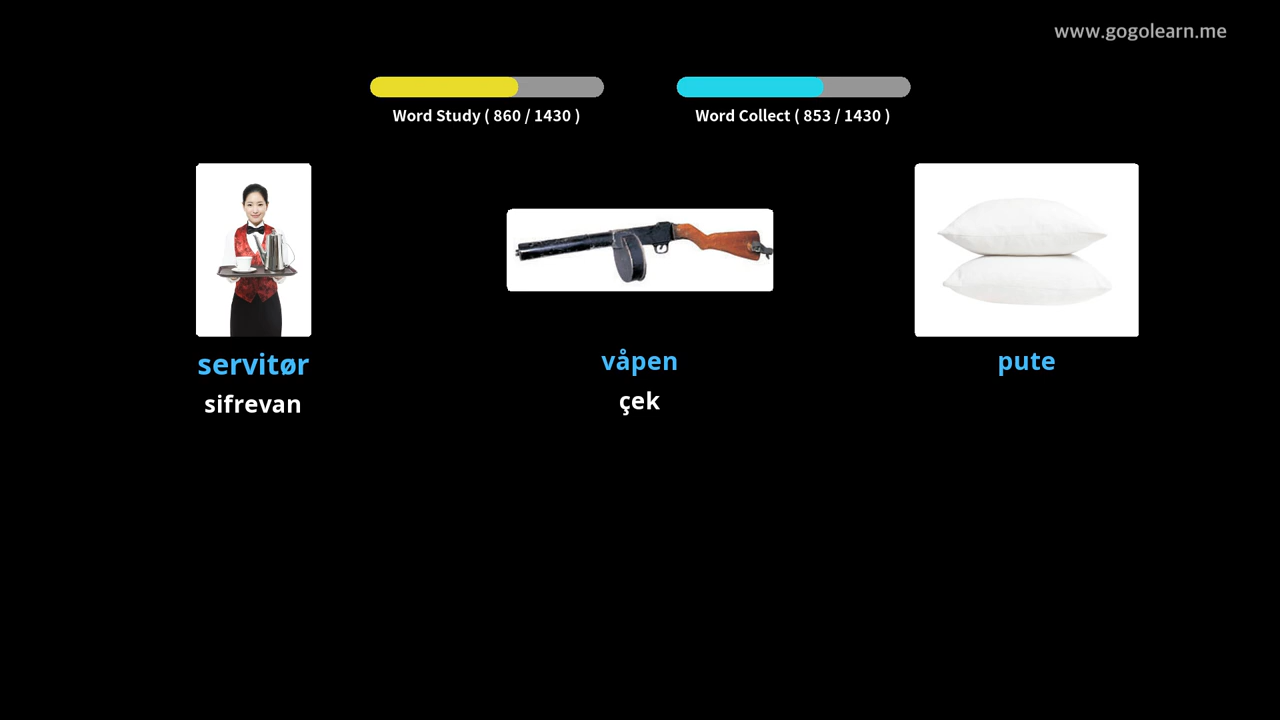 www.gogolearn.me
Word Study ( 860 / 1430 )
Word Collect ( 853 / 1430 )
servitør
våpen
pute
sifrevan
çek